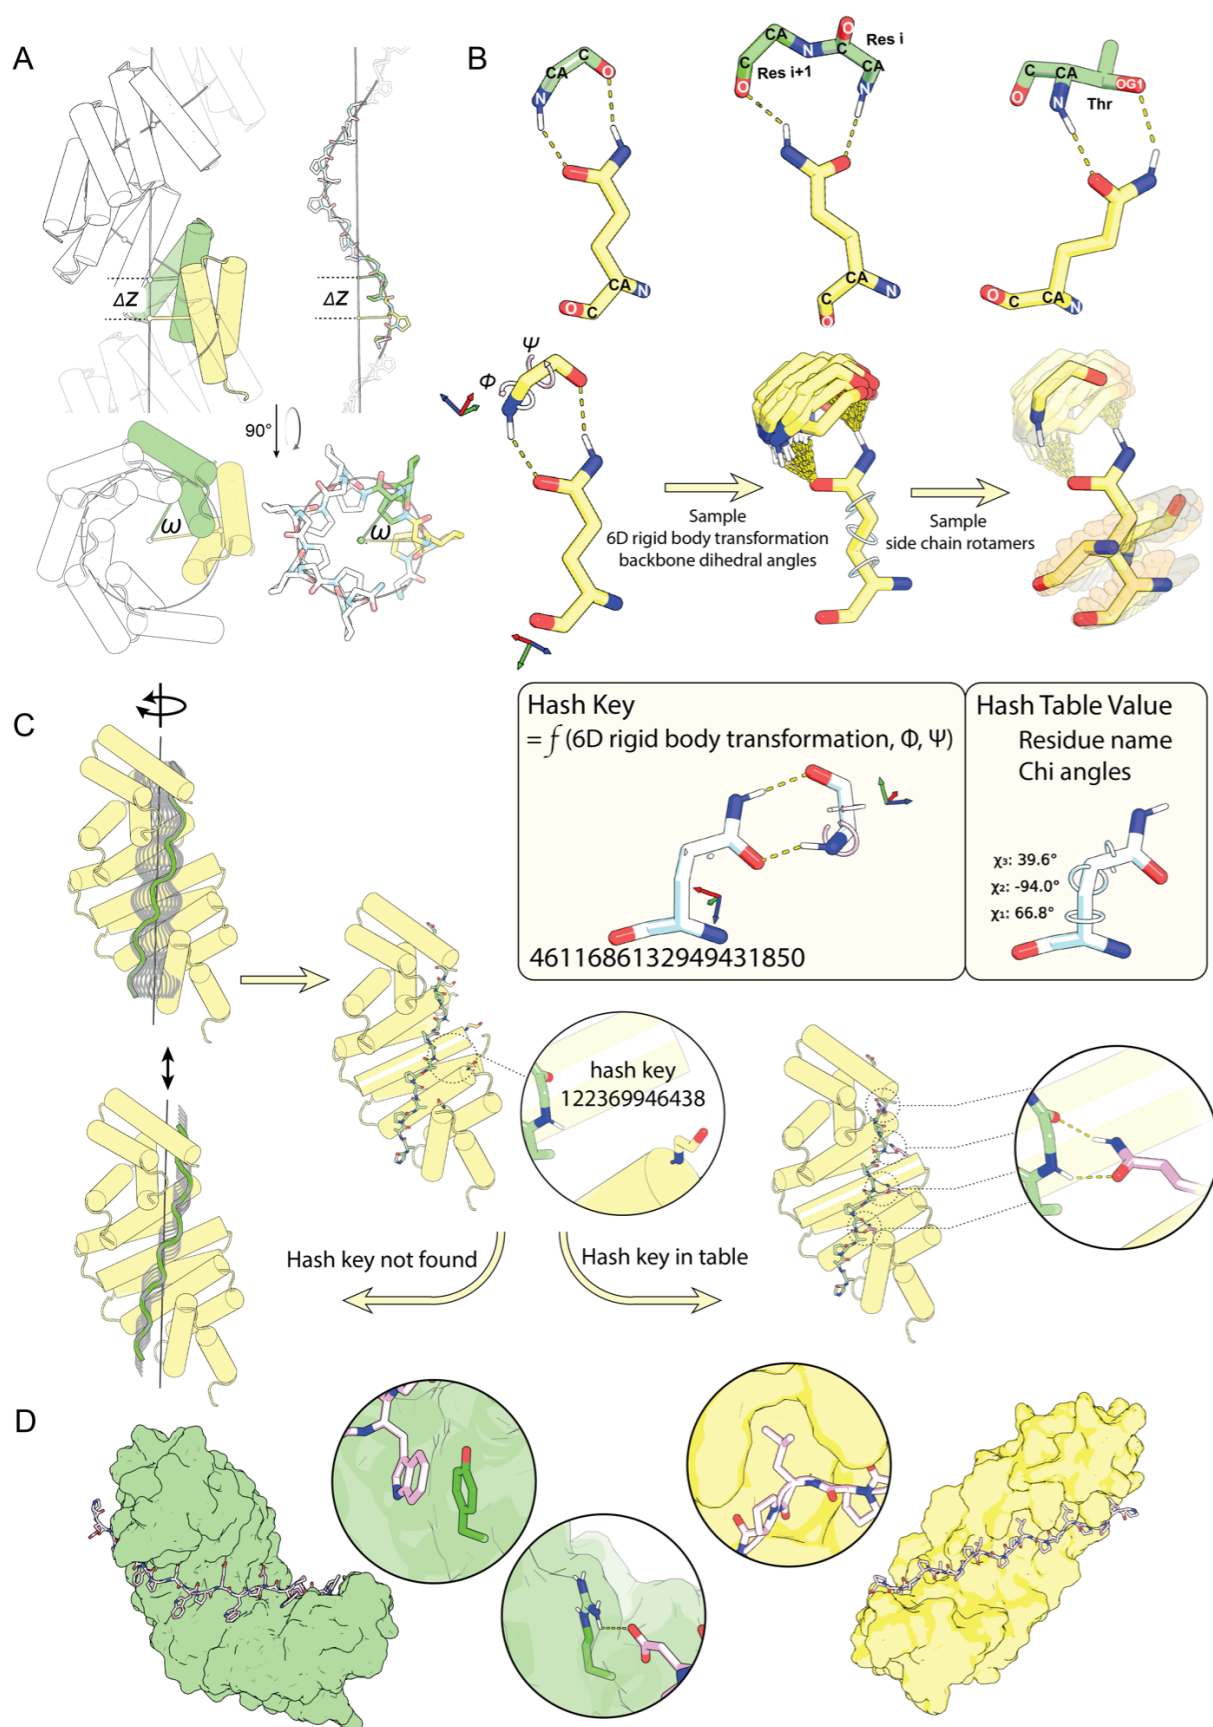 A
ΔZ
ΔZ
90°
ω
ω
B
CA
C
O
N
CA
O
C
N
CA
Res i
Res i+1
C
O
CA
N
O
CA
C
OG1
N
Thr
CA
N
C
O
CA
N
C
O
O
C
CA
N
Φ
Ψ
Sample
6D rigid body transformation
backbone dihedral angles
Sample
side chain rotamers
C
Hash Key
= f (6D rigid body transformation, Φ, Ψ)
4611686132949431850
Hash Table Value
Residue name
Chi angles
χ3: 39.6°
χ2: -94.0°
χ1: 66.8°
hash key
122369946438
Hash key not found
Hash key in table
D